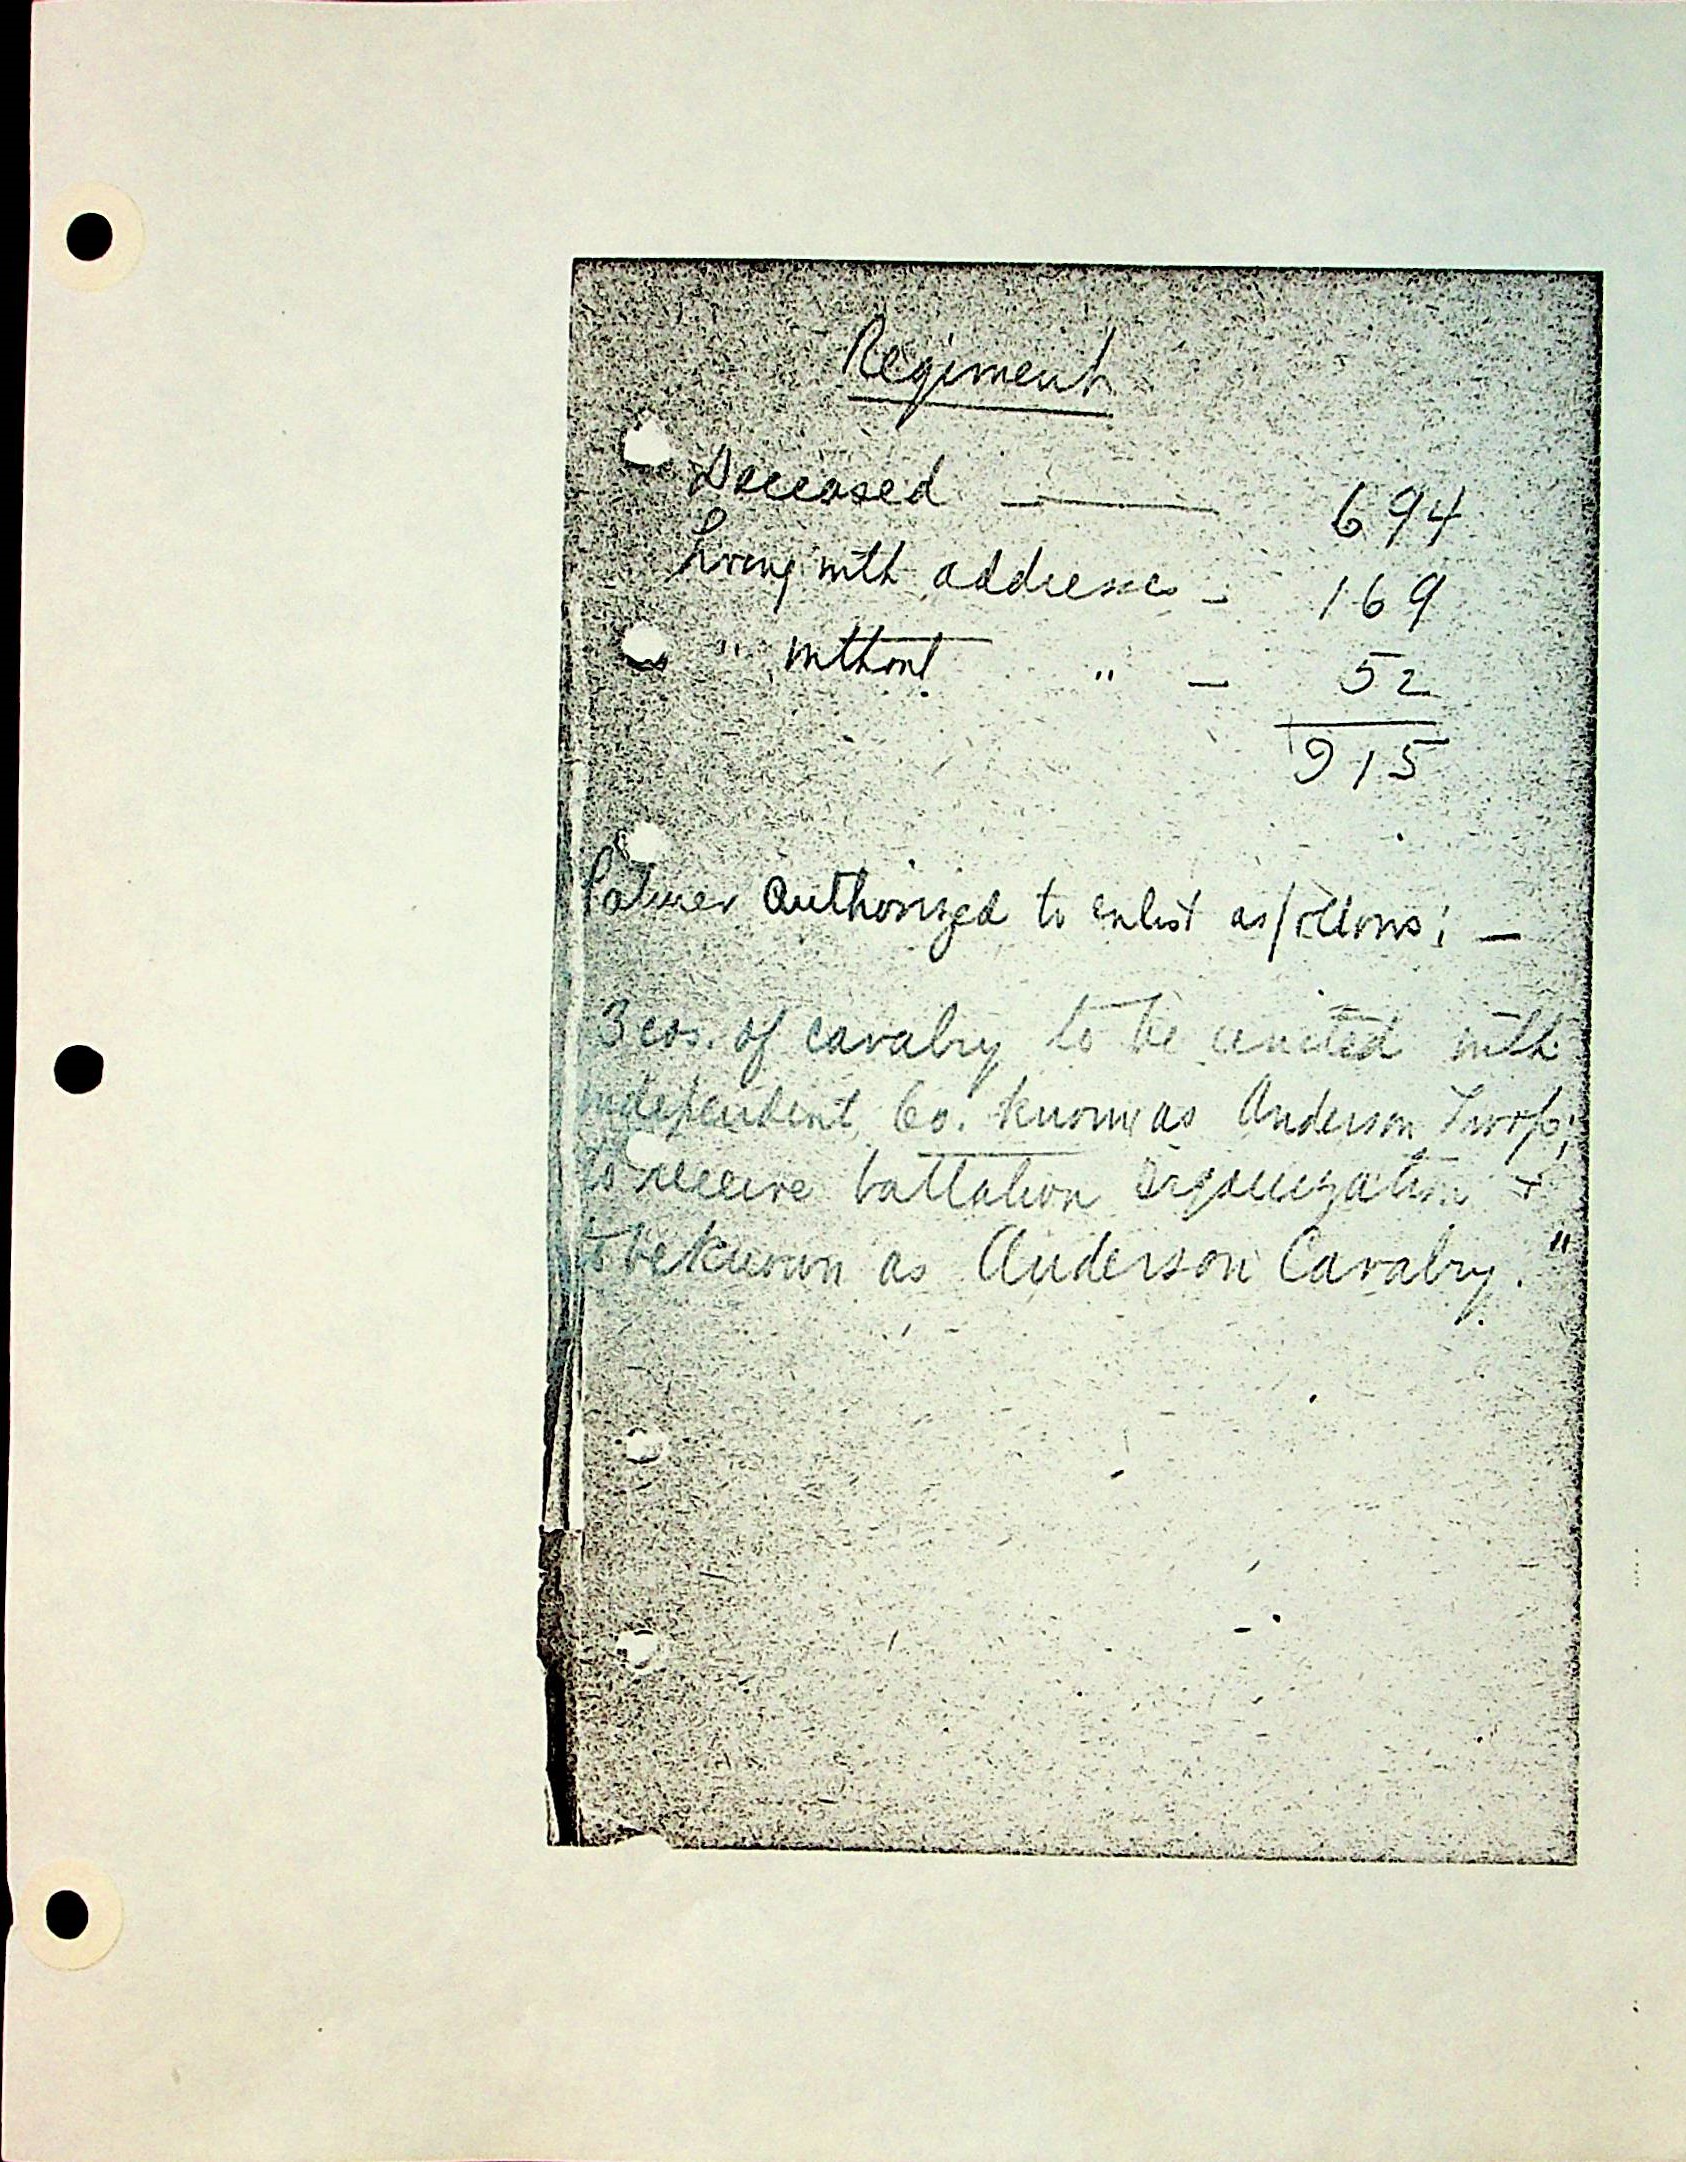 Regiment
Deceased — 694
Living with addresses - 169
" without " - 52
915
Palmer authorized to enlist as follows; —
3 cos. of cavalry to be united with
independent Co. known as Anderson Troop;
to receive battalion organization +
to be known as Anderson Cavalry."